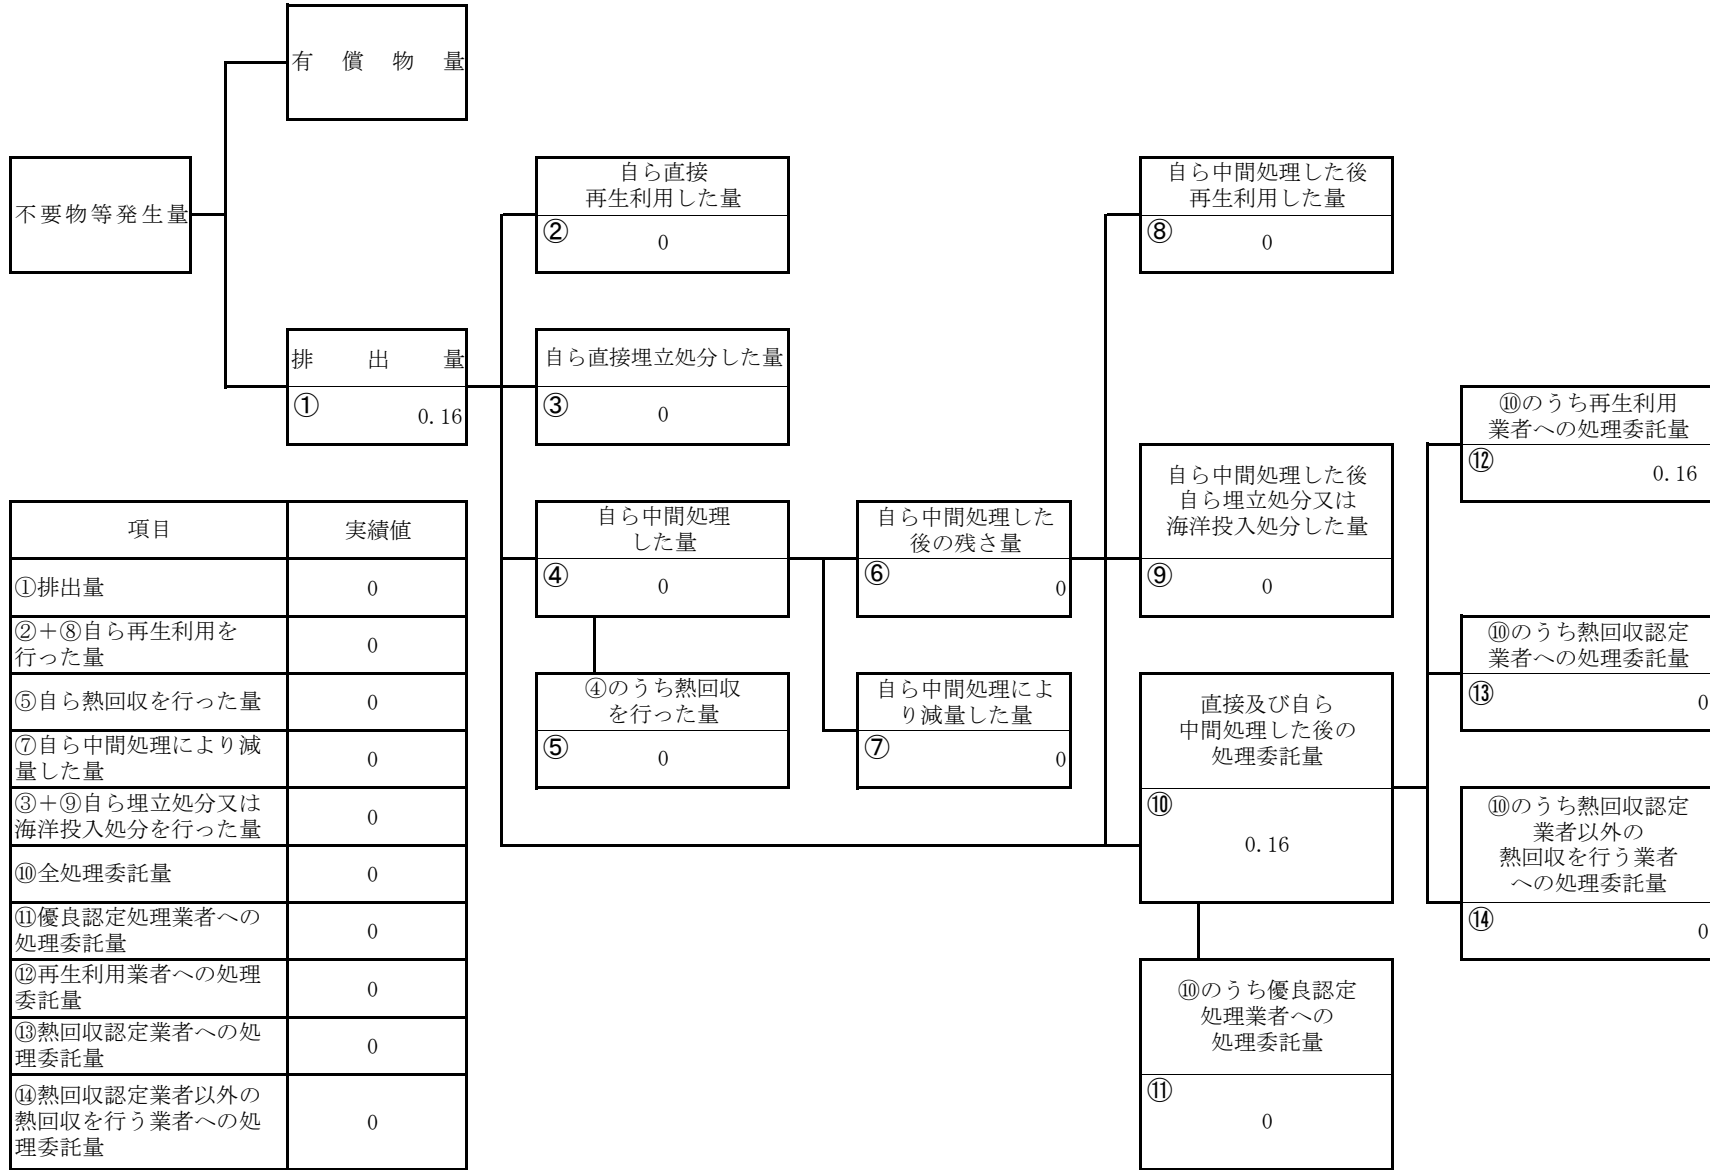 有償物量
不要物等発生量
排出量
① 0.16
自ら直接
再生利用した量
② 0
自ら直接埋立処分した量
③ 0
自ら中間処理
した量
④ 0
④のうち熱回収
を行った量
⑤ 0
自ら中間処理した
後の残さ量
⑥ 0
自ら中間処理によ
り減量した量
⑦ 0
自ら中間処理した後
再生利用した量
⑧ 0
自ら中間処理した後
自ら埋立処分又は
海洋投入処分した量
⑨ 0
直接及び自ら
中間処理した後の
処理委託量
⑩
0.16
⑩のうち優良認定
処理業者への
処理委託量
⑪
0
⑩のうち再生利用
業者への処理委託量
⑫ 0.16
⑩のうち熱回収認定
業者への処理委託量
⑬ 0
⑩のうち熱回収認定
業者以外の
熱回収を行う業者
への処理委託量
⑭ 0
項目 実績値
①排出量 0
②+⑧自ら再生利用を
行った量 0
⑤自ら熱回収を行った量 0
⑦自ら中間処理により減
量した量 0
③+⑨自ら埋立処分又は
海洋投入処分を行った量 0
⑩全処理委託量 0
⑪優良認定処理業者への
処理委託量 0
⑫再生利用業者への処理
委託量 0
⑬熱回収認定業者への処
理委託量 0
⑭熱回収認定業者以外の
熱回収を行う業者への処 0
理委託量